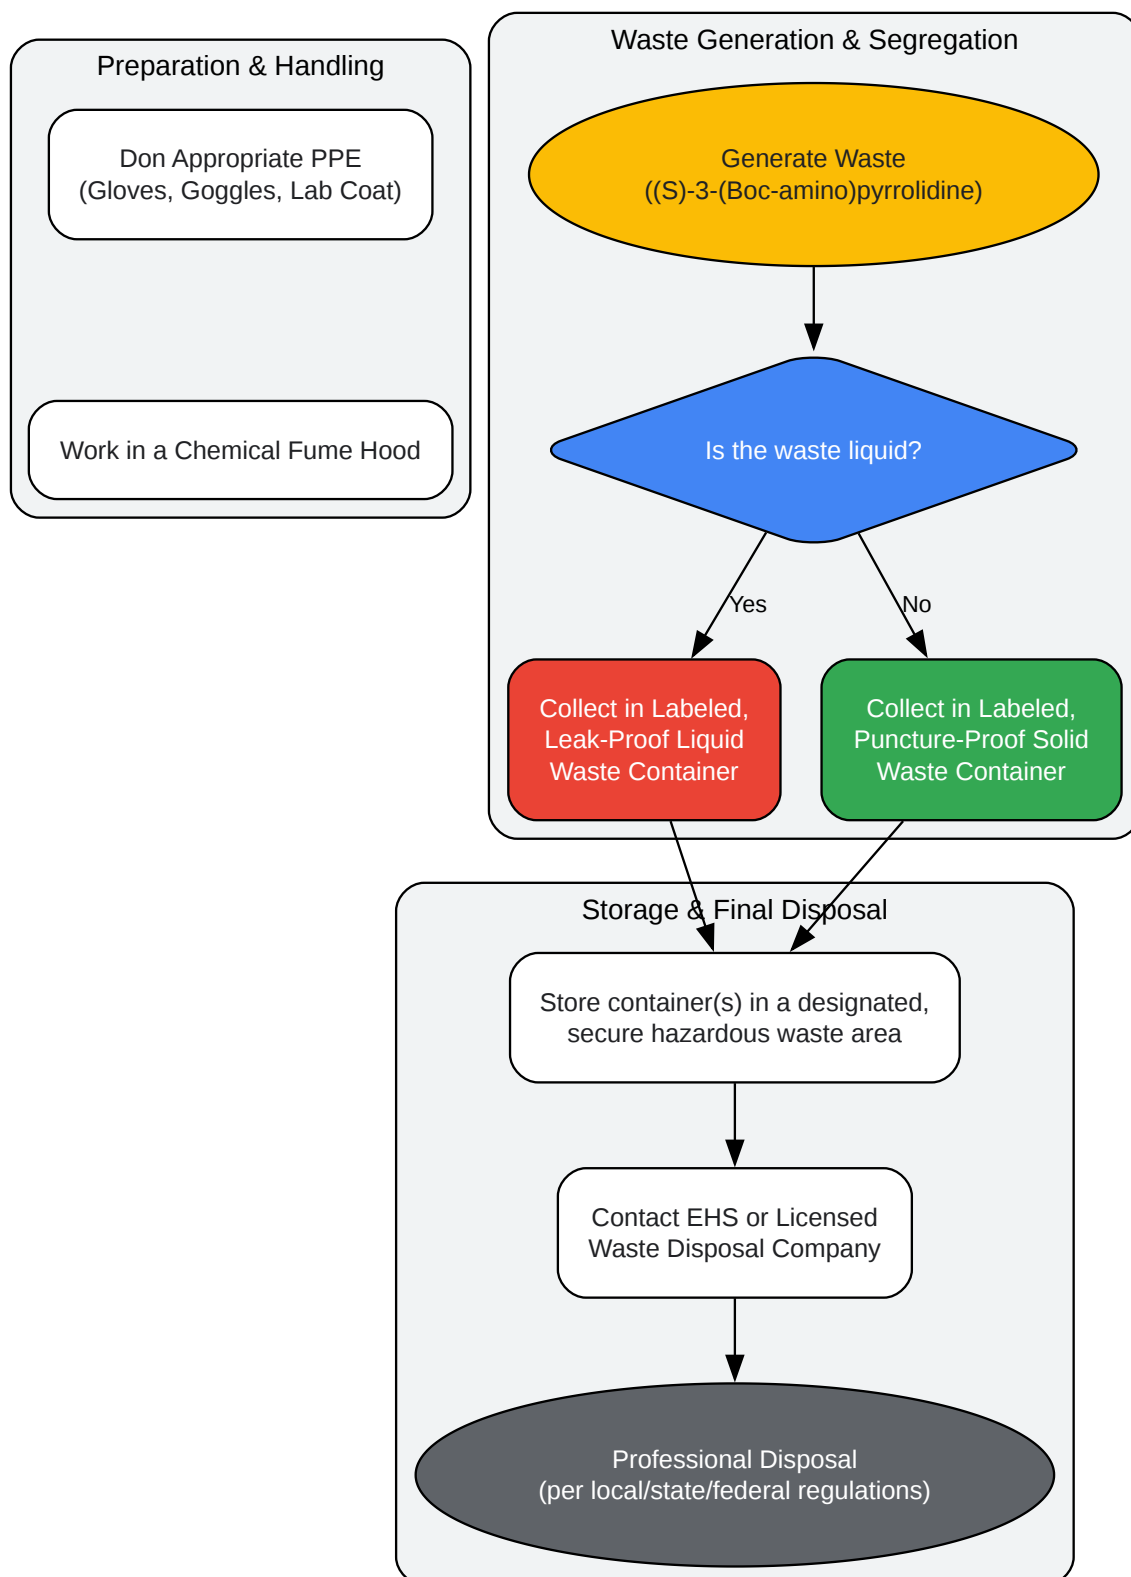 Preparation & Handling
Don Appropriate PPE
(Gloves, Goggles, Lab Coat)
Work in a Chemical Fume Hood
Waste Generation & Segregation
Generate Waste
((S)-3-(Boc-amino)pyrrolidine)
Is the waste liquid?
Yes
No
Collect in Labeled,
Leak-Proof Liquid
Waste Container
Collect in Labeled,
Puncture-Proof Solid
Waste Container
Storage & Final Disposal
Store container(s) in a designated,
secure hazardous waste area
Contact EHS or Licensed
Waste Disposal Company
Professional Disposal
(per local/state/federal regulations)